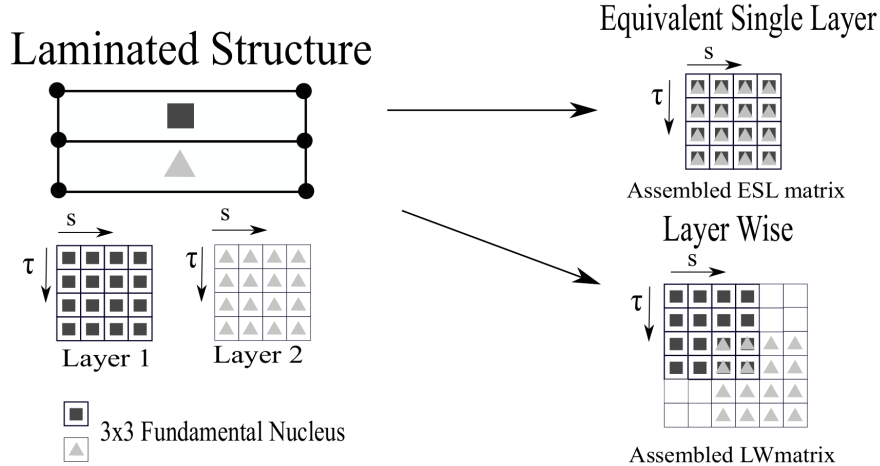 Laminated Structure
Equivalent Single Layer
s
τ
Assembled ESL matrix
s
τ
Layer 1
s
τ
Layer 2
Layer Wise
s
τ
Assembled LWmatrix
3x3 Fundamental Nucleus